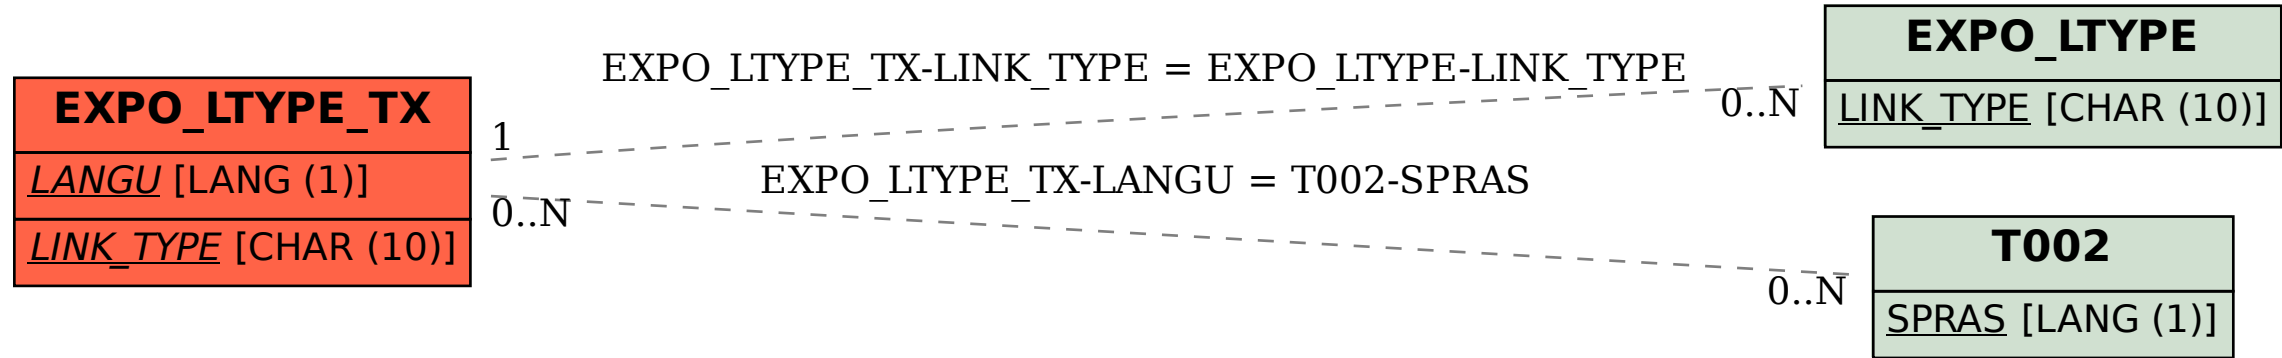 EXPO_LTYPE_TX
LANGU [LANG (1)]
LINK_TYPE [CHAR (10)]
EXPO_LTYPE_TX-LINK_TYPE = EXPO_LTYPE-LINK_TYPE
1
0..N
EXPO_LTYPE
LINK_TYPE [CHAR (10)]
EXPO_LTYPE_TX-LANGU = T002-SPRAS
0..N
0..N
T002
SPRAS [LANG (1)]